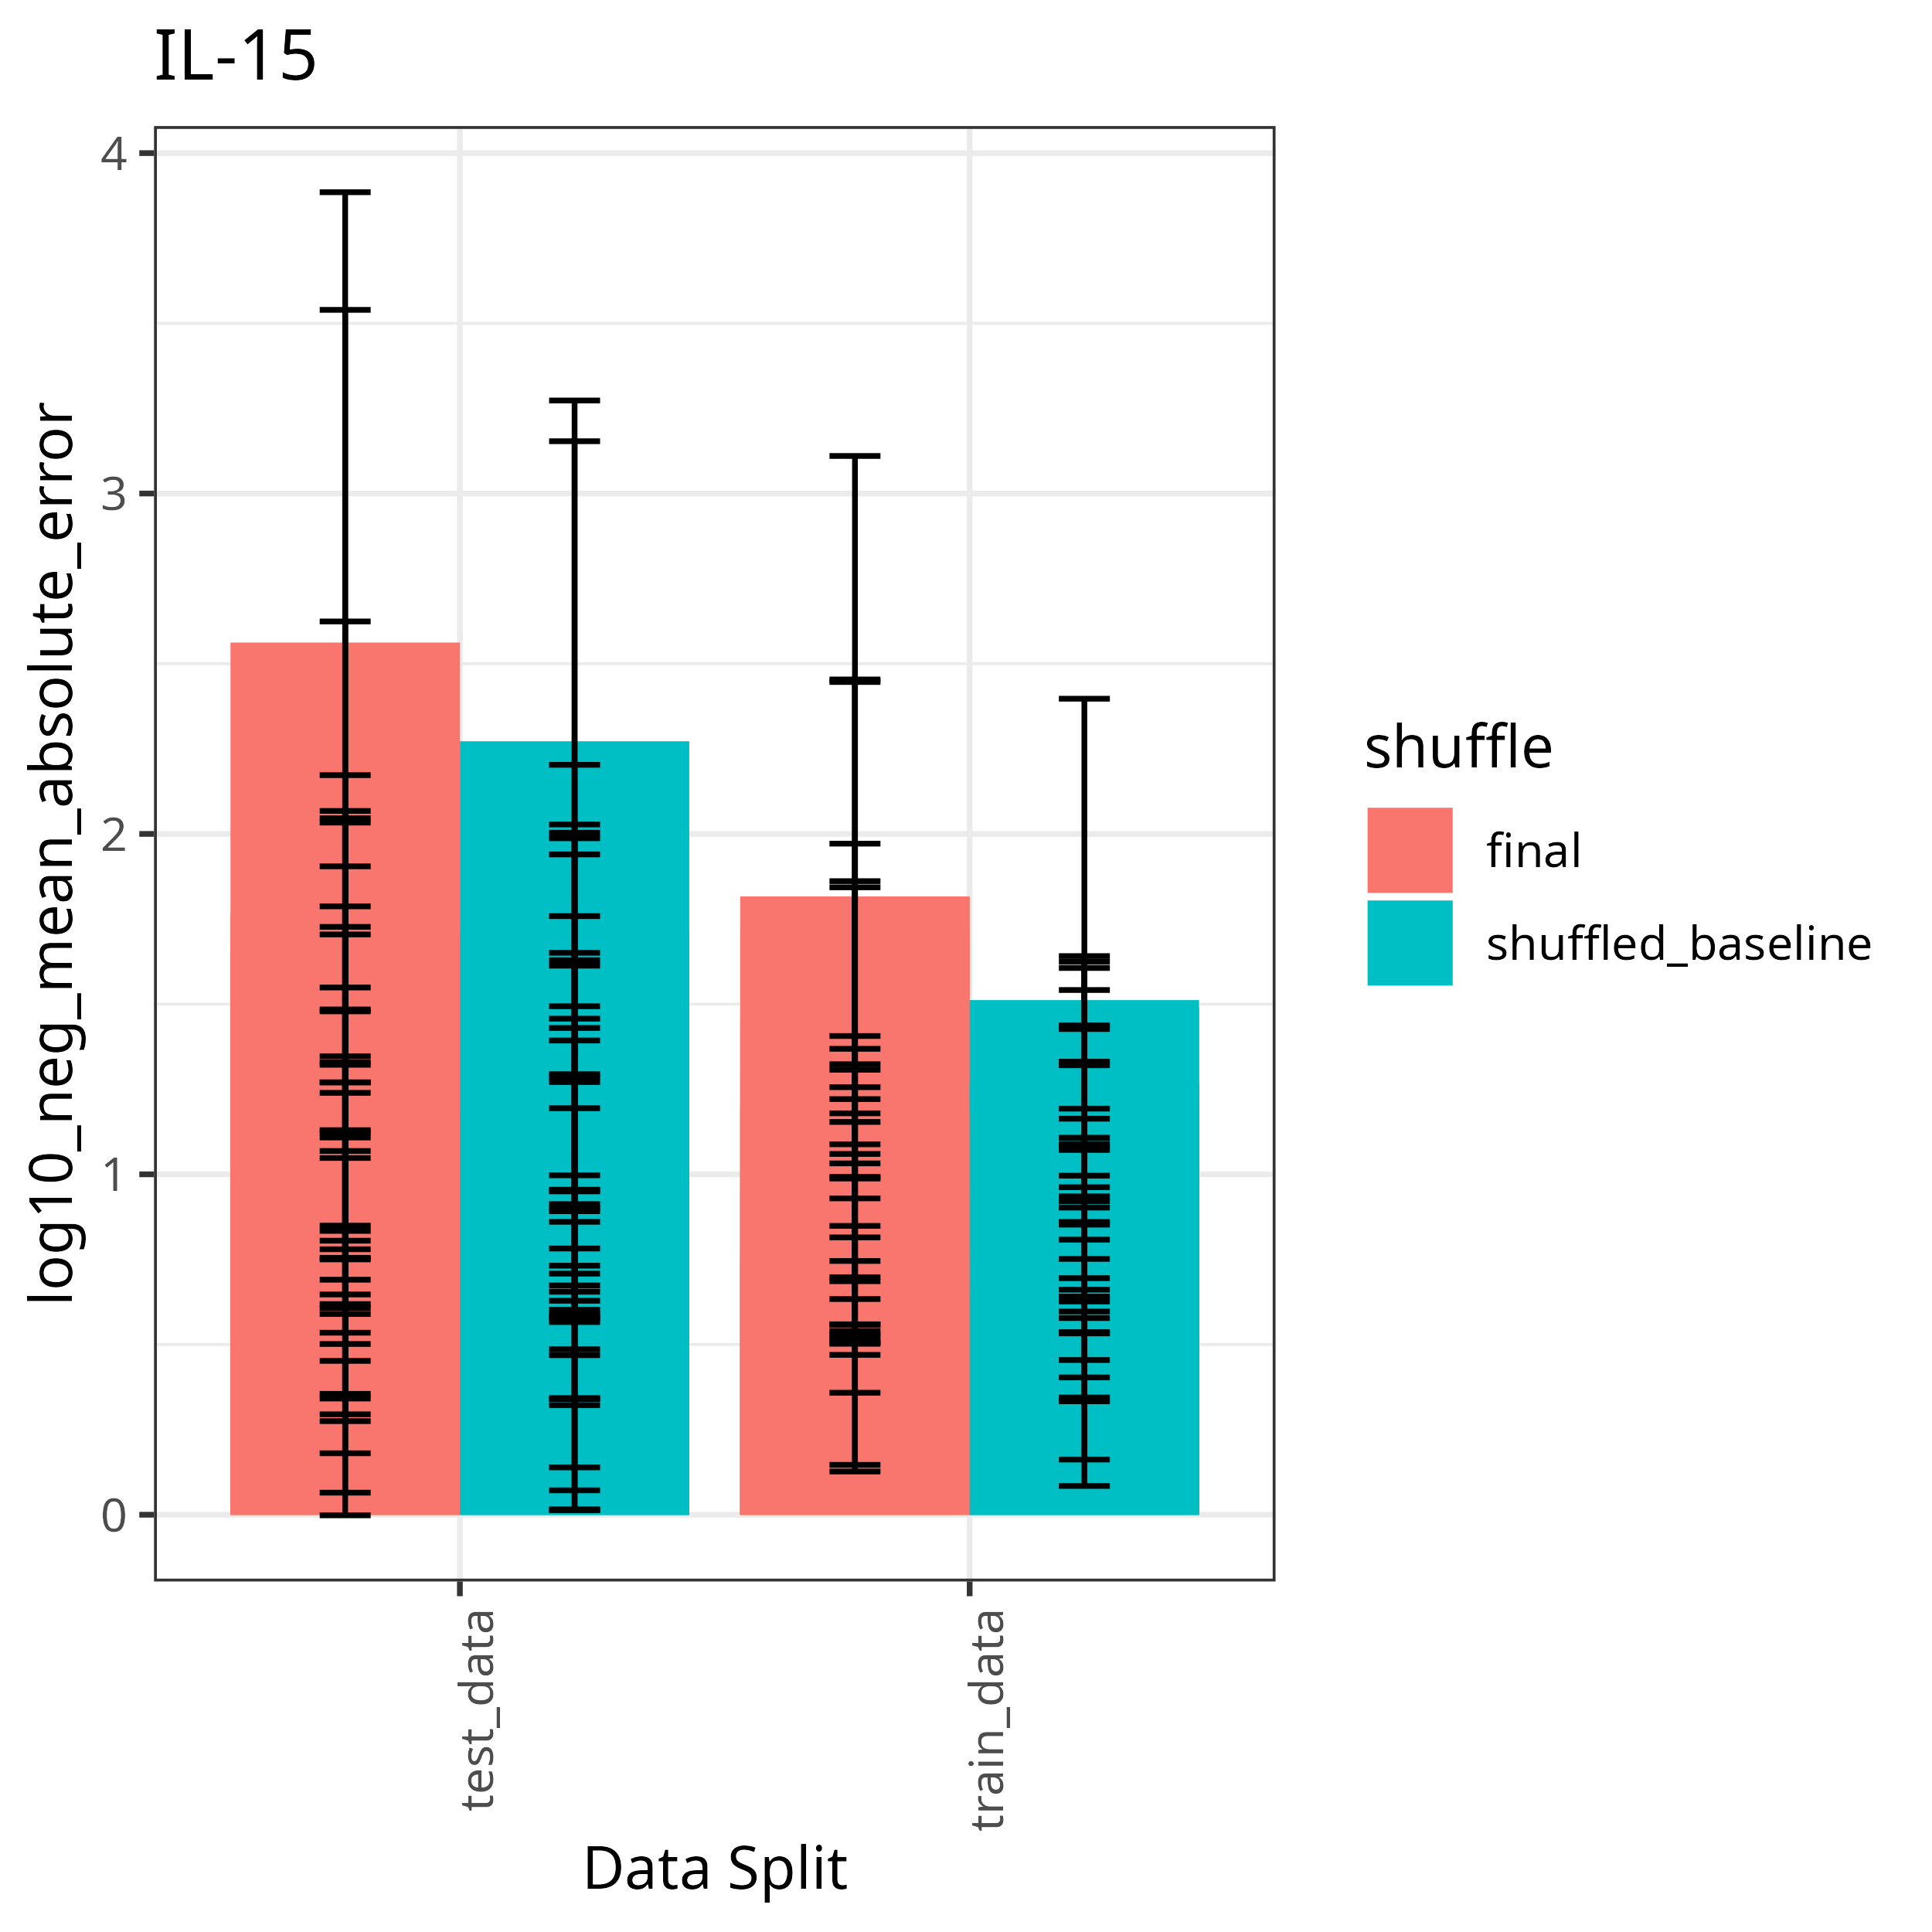 IL-15
log10_neg_mean_absolute_error
4
3
2
1
0
test_data
train_data
Data Split
shuffle
final
shuffled_baseline